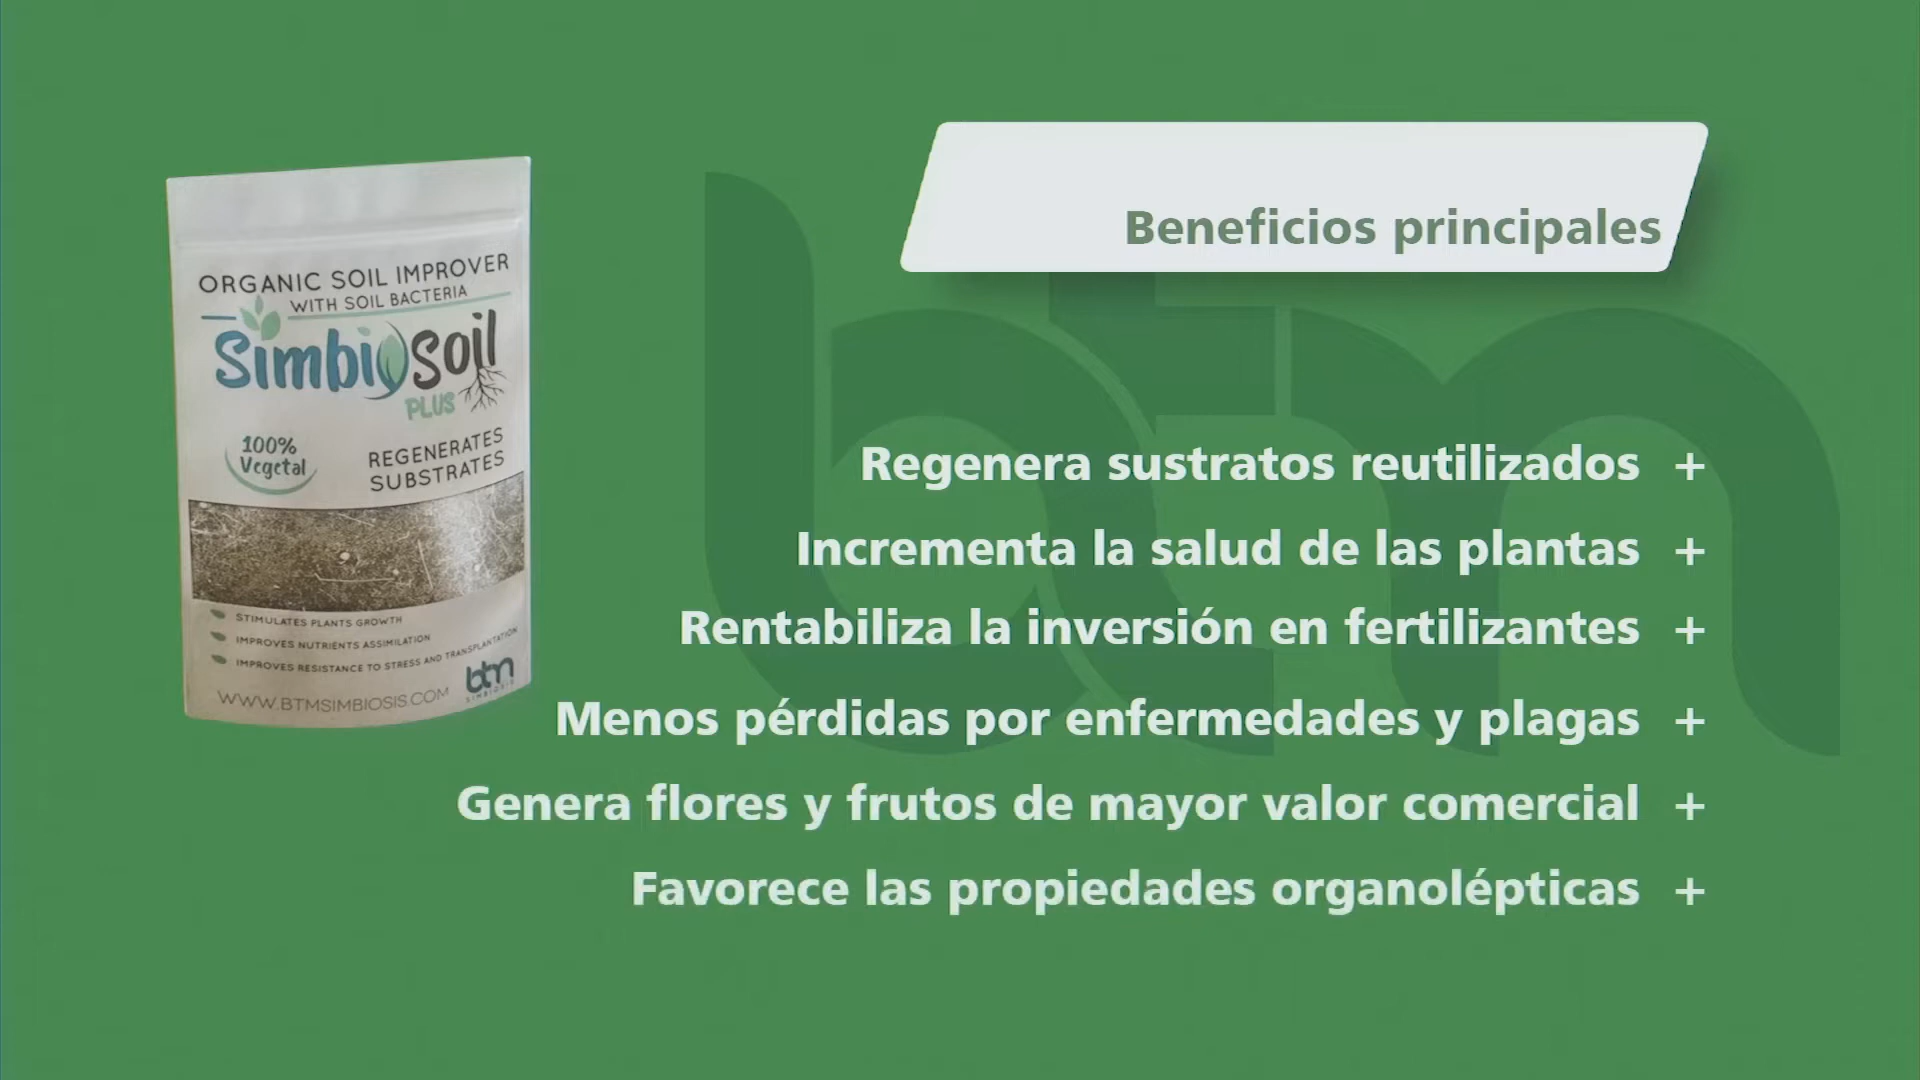 ORGANIC SOIL IMPROVER
WITH SOIL BACTERIA
SimbioSoil
PLUS
100%
Vegetal
REGENERATES
SUBSTRATES
STIMULATES PLANTS GROWTH
IMPROVES NUTRIENTS ASSIMILATION
IMPROVES RESISTANCE TO STRESS AND TRANSPLANTATION
btm
SIMBIOSIS
WWW.BTMSIMBIOSIS.COM
btm
Beneficios principales
Regenera sustratos reutilizados +
Incrementa la salud de las plantas +
Rentabiliza la inversión en fertilizantes +
Menos pérdidas por enfermedades y plagas +
Genera flores y frutos de mayor valor comercial +
Favorece las propiedades organolépticas +